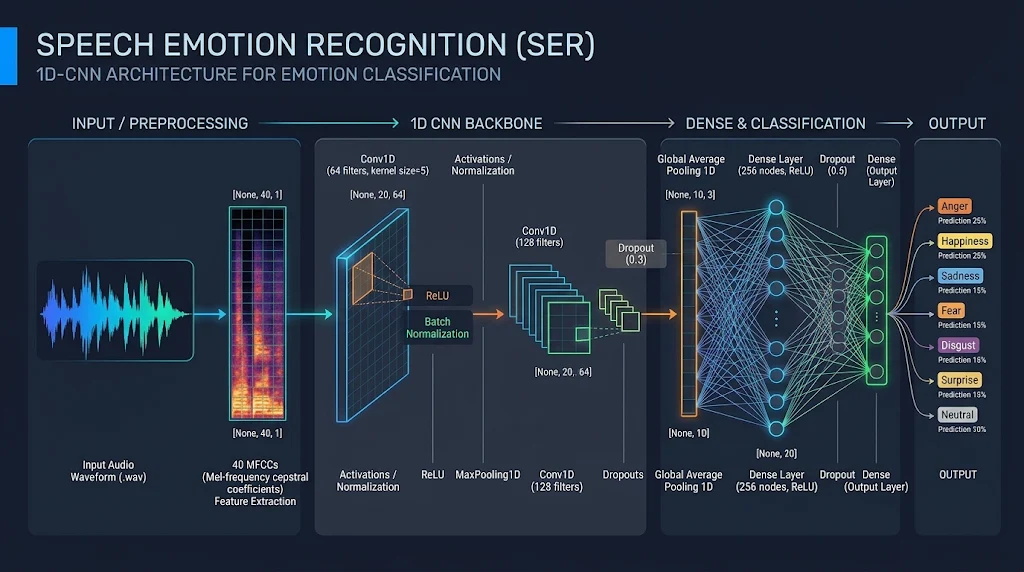 SPEECH EMOTION RECOGNITION (SER)
1D-CNN ARCHITECTURE FOR EMOTION CLASSIFICATION
INPUT / PREPROCESSING
1D CNN BACKBONE
DENSE & CLASSIFICATION
OUTPUT
[None, 40, 1]
[None, 40, 1]
Input Audio
Waveform (.wav)
40 MFCCs
(Mel-frequency cepstral
coefficients)
Feature Extraction
Conv1D
(64 filters, kernel size=5)
[None, 20, 64]
Activations /
Normalization
ReLU
Batch
Normalization
Conv1D
(128 filters)
[None, 20,. 64]
Dropout
(0.3)
Activations /
Normalization
ReLU
MaxPooling1D
Conv1D
(123 filters)
Dropouts
Global Average
Pooling 1D
[None, 10, 3]
Dense Layer
(256 nodes, ReLU)
Dropout
(0.5)
Dense
(Output
Layer)
[None, 10]
[None, 20]
Global Average
Pooling 1D
Dense Layer
(256 nodes, ReLU)
Dropout
Dense
(Output Layer)
Anger
Prediction 25%
Happiness
Prediction 25%
Sadness
Prediction 15%
Fear
Prediction 15%
Disgust
Prediction 16%
Surprise
Prediction 15%
Neutral
Prediction
OUTPUT